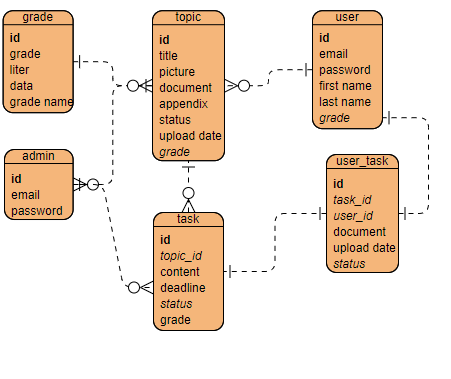 grade
id
grade
liter
data
grade name
topic
id
title
picture
document
appendix
status
upload date
grade
user
id
email
password
first name
last name
grade
admin
id
email
password
user_task
id
task_id
user_id
document
upload date
status
task
id
topic_id
content
deadline
status
grade